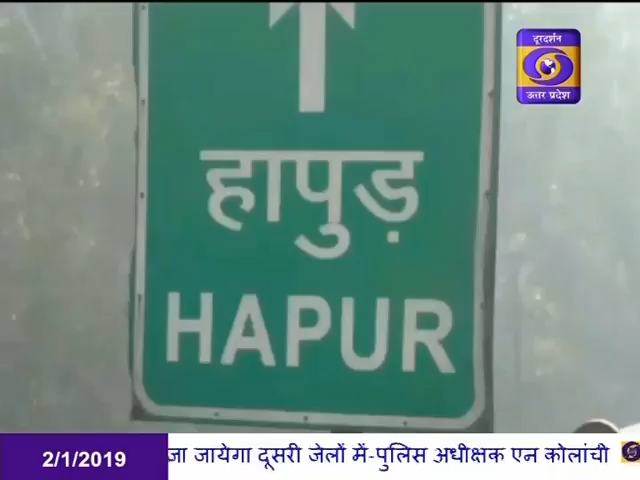 दूरदर्शन
उत्तर प्रदेश
हापुड़
HAPUR
2/1/2019
जा जायेगा दूसरी जेलों में-पुलिस अधीक्षक एन कोलांची